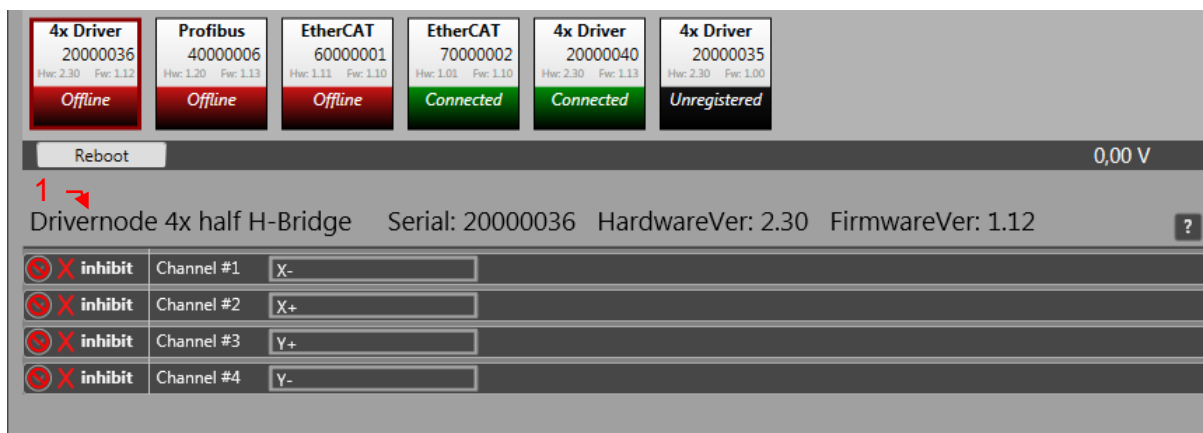 4x Driver Profibus EtherCAT EtherCAT 4x Driver 4x Driver
20000036 40000006 60000001 70000002 20000040 20000035
Hw: 2.30 Fw: 1.12 Hw: 1.20 Fw: 1.13 Hw: 1.11 Fw: 1.10 Hw: 1.01 Fw: 1.10 Hw: 2.30 Fw: 1.13 Hw: 2.30 Fw: 1.00
Offline Offline Offline Connected Connected Unregistered
Reboot 0,00 V
1
Drivernode 4x half H-Bridge Serial: 20000036 HardwareVer: 2.30 FirmwareVer: 1.12 ?
X inhibit Channel #1 X-
X inhibit Channel #2 X+
X inhibit Channel #3 Y+
X inhibit Channel #4 Y-